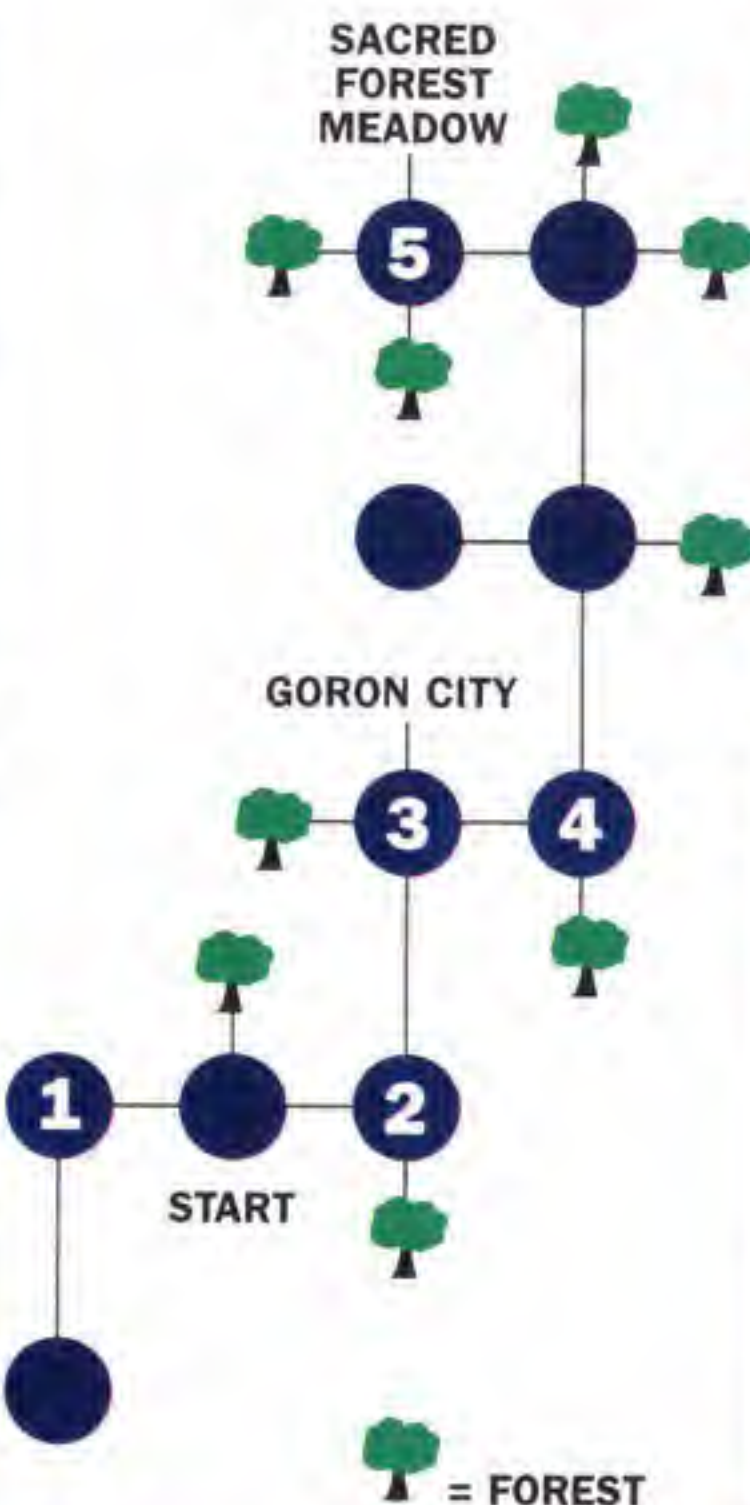 SACRED
FOREST
MEADOW
5
GORON CITY
3 4
1 2
START
= FOREST